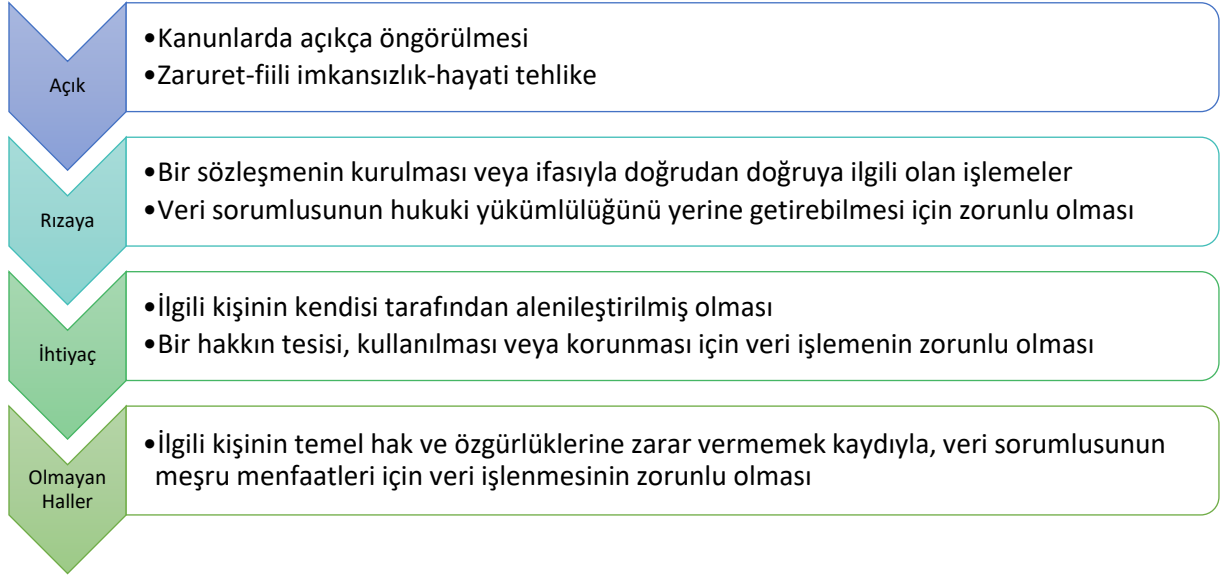 Açık
•Kanunlarda açıkça öngörülmesi
•Zaruret-fiili imkansızlık-hayati tehlike
Rızaya
•Bir sözleşmenin kurulması veya ifasıyla doğrudan doğruya ilgili olan işlemeler
•Veri sorumlusunun hukuki yükümlülüğünü yerine getirebilmesi için zorunlu olması
İhtiyaç
•İlgili kişinin kendisi tarafından alenileştirilmiş olması
•Bir hakkın tesisi, kullanılması veya korunması için veri işlemenin zorunlu olması
Olmayan
Haller
•İlgili kişinin temel hak ve özgürlüklerine zarar vermemek kaydıyla, veri sorumlusunun
meşru menfaatleri için veri işlenmesinin zorunlu olması